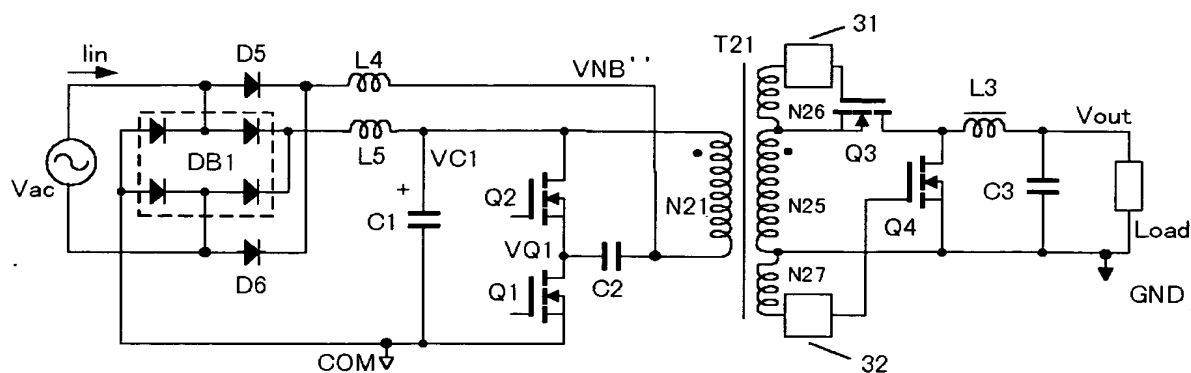 31
T21
Iin
D5
L4
VNB''
L3
N26
Vout
DB1
L5
VC1
Q3
Vac
+
Q2
C1
N21
N25
Q4
C3
Load
VQ1
D6
Q1
C2
N27
GND
COM
32